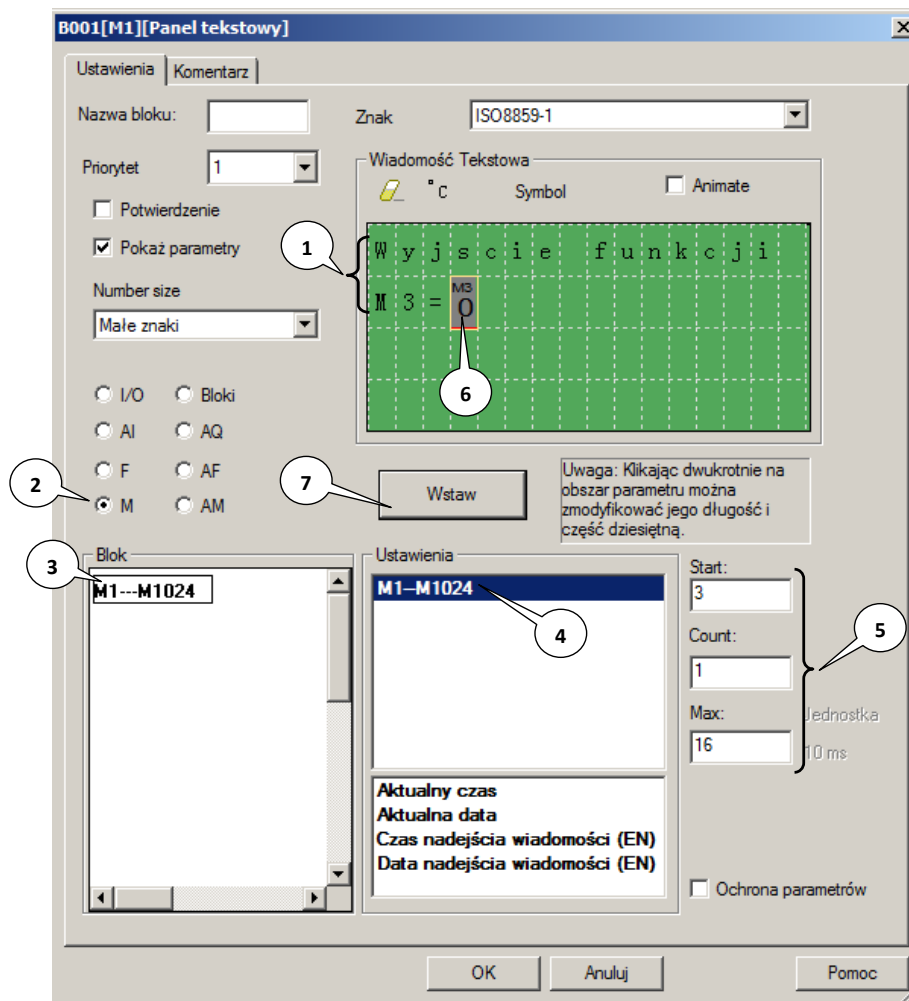 B001[M1][Panel tekstowy]
Ustawienia
Komentarz
Nazwa bloku:
Znak
ISO8859-1
Priorytet
1
Potwierdzenie
Pokaż parametry
Number size
Małe znaki
Wiadomość Tekstowa
°C
Symbol
Animate
1
Wyjscie funkcji
M3=
M3
0
6
I/O
Bloki
AI
AQ
F
AF
M
AM
2
7
Wstaw
Uwaga: Klikając dwukrotnie na
obszar parametru można
zmodyfikować jego długość i
część dziesiętną.
Blok
3
M1---M1024
Ustawienia
M1--M1024
4
Aktualny czas
Aktualna data
Czas nadejścia wiadomości (EN)
Data nadejścia wiadomości (EN)
Start:
3
Count:
1
Max:
16
5
Jednostka
10 ms
Ochrona parametrów
OK
Anuluj
Pomoc